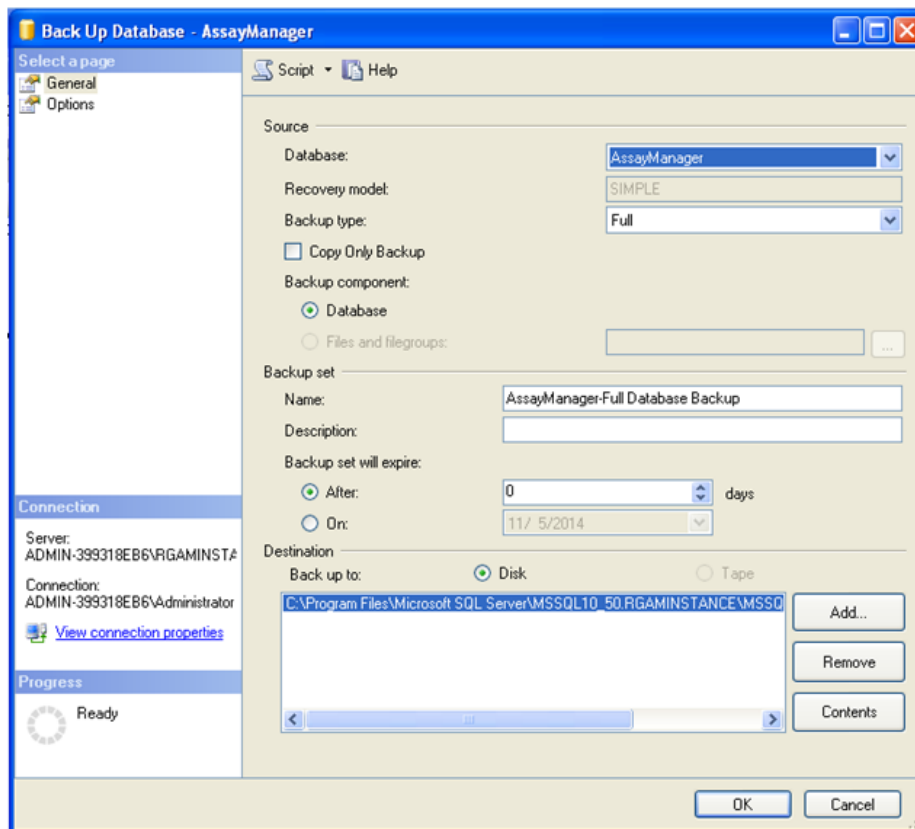 Back Up Database - AssayManager
Select a page
General
Options
Script
Help
Source
Database:
AssayManager
Recovery model:
SIMPLE
Backup type:
Full
Copy Only Backup
Backup component:
Database
Files and filegroups:
...
Backup set
Name:
AssayManager-Full Database Backup
Description:
Backup set will expire:
After:
0
days
On:
11/ 5/2014
Destination
Back up to:
Disk
Tape
C:\Program Files\Microsoft SQL Server\MSSQL10_50.RGAMINSTANCE\MSSQ
Add...
Remove
Contents
Connection
Server:
ADMIN-399318EB6\RGAMINSTA
Connection:
ADMIN-399318EB6\Administrator
View connection properties
Progress
Ready
OK
Cancel